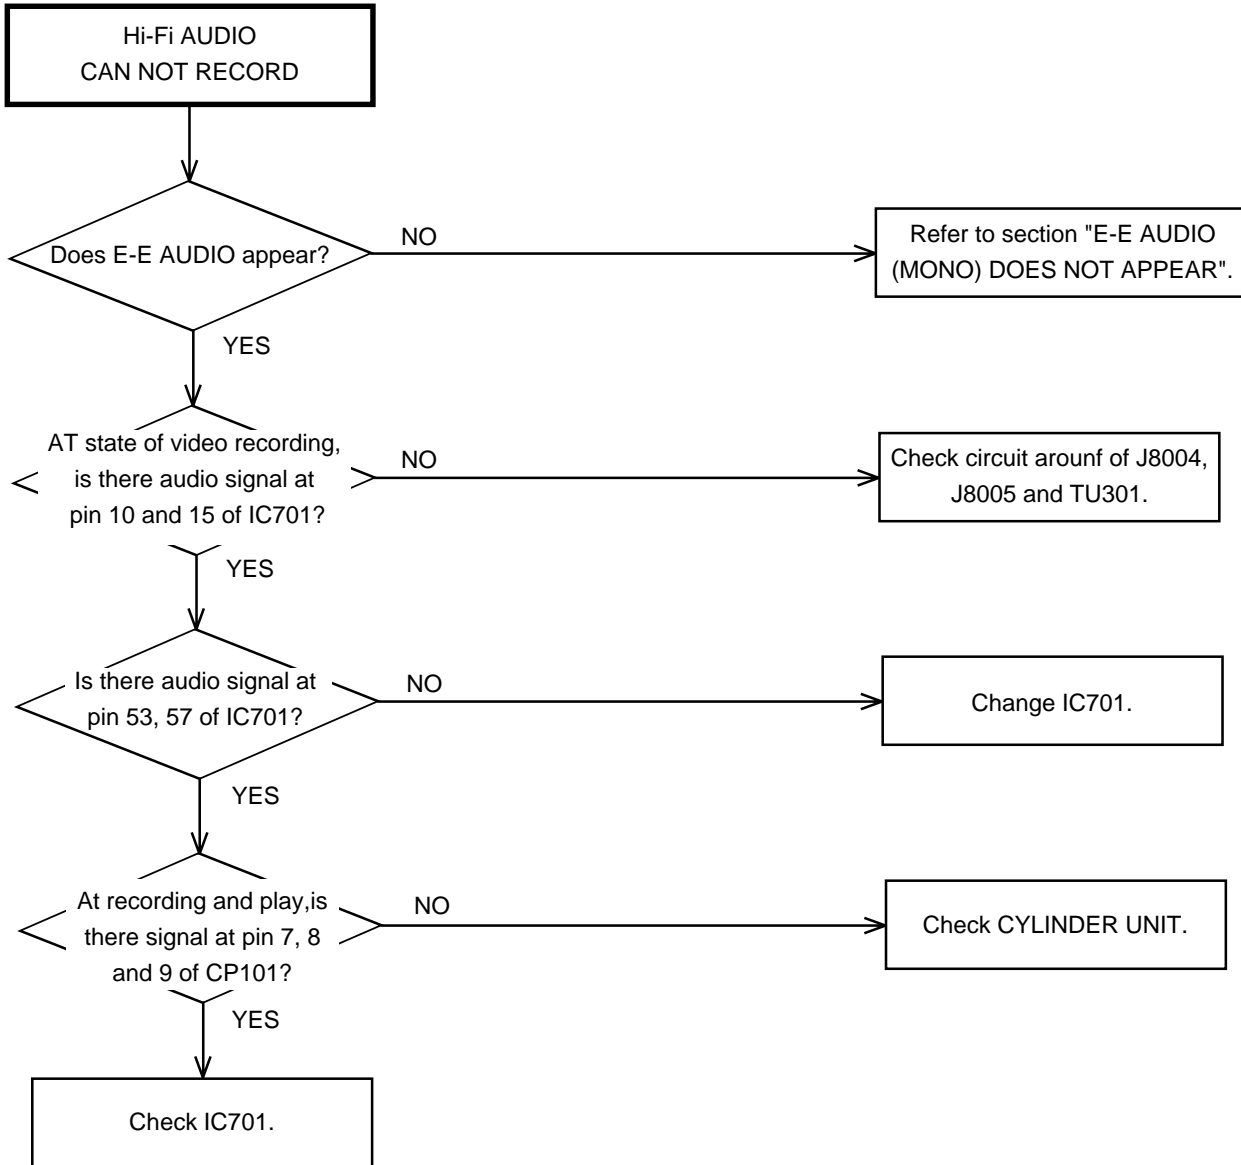 Hi-Fi AUDIO
CAN NOT RECORD
Does E-E AUDIO appear?
NO
Refer to section "E-E AUDIO
(MONO) DOES NOT APPEAR".
YES
AT state of video recording,
is there audio signal at
pin 10 and 15 of IC701?
NO
Check circuit arounf of J8004,
J8005 and TU301.
YES
Is there audio signal at
pin 53, 57 of IC701?
NO
Change IC701.
YES
At recording and play,is
there signal at pin 7, 8
and 9 of CP101?
NO
Check CYLINDER UNIT.
YES
Check IC701.